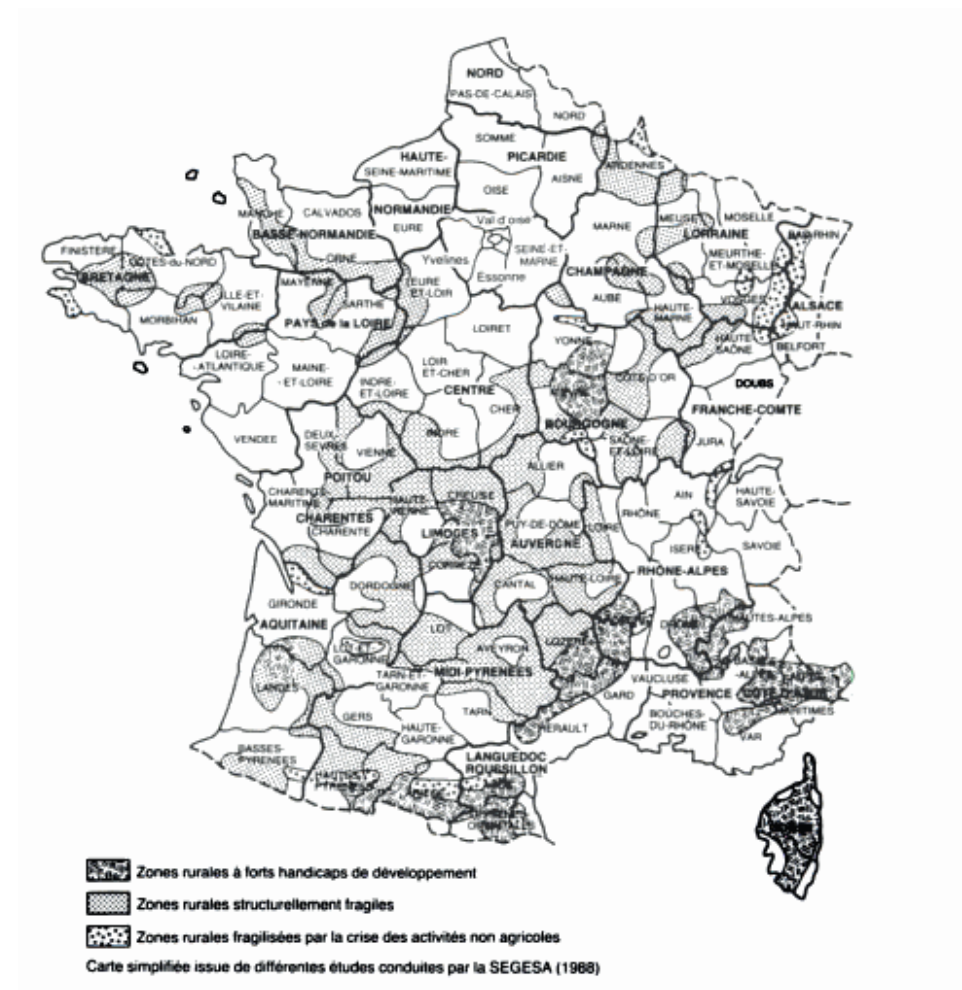 NORD
PAS-DE-CALAIS
NORD
SOMME
HAUTE-
PICARDIE
SEINE-MARITIME
AISNE
ARDENNES
OISE
MANCHE
CALVADOS
NORMANDIE
EURE
Val d'oise
MARNE
MEUSE
MOSELLE
BASSE-NORMANDIE
LORRAINE
BAS-RHIN
FINISTERE
COTES-du-NORD
ORNE
Yvelines
SEINE-ET-
MARNE
MEURTHE-
ET-MOSELLE
BRETAGNE
MAYENNE
EURE
ET-LOIR
Essonne
CHAMPAGNE
ILLE-ET-
VILAINE
SARTHE
AUBE
VOSGES
ALSACE
MORBIHAN
PAYS de la LOIRE
LOIRET
HAUTE-
MARNE
HAUT-RHIN
YONNE
HAUTE-
SAÔNE
BELFORT
LOIRE-
-ATLANTIQUE
MAINE-
-ET-LOIRE
INDRE-
ET-LOIRE
LOIR
ET-CHER
CENTRE
COTE D'OR
DOUBS
CHER
FRANCHE-COMTE
BOURGOGNE
VENDEE
DEUX-
SEVRES
VIENNE
INDRE
SAÔNE-
ET-LOIRE
JURA
ALLIER
POITOU
CHARENTE-
MARITIME
HAUTE-
VIENNE
CREUSE
AIN
HAUTE-
SAVOIE
CHARENTES
CHARENTE
LIMOGES
PUY-DE-DÔME
LOIRE
RHÔNE
AUVERGNE
ISERE
SAVOIE
CORREZE
RHÔNE-ALPES
DORDOGNE
CANTAL
HAUTE-LOIRE
GIRONDE
AQUITAINE
LOT
LOZERE
DROME
HAUTES-ALPES
LOT-ET-
GARONNE
AVEYRON
LANDES
TARN-ET-
GARONNE
MIDI-PYRENEES
GARD
VAUCLUSE
PROVENCE
COTE D'AZUR
MARITIMES
GERS
TARN
HAUTE-
GARONNE
HERAULT
BOUCHES-
DU-RHÔNE
VAR
BASSES-
PYRENEES
LANGUEDOC
ROUSSILLON
Zones rurales à forts handicaps de développement
Zones rurales structurellement fragiles
Zones rurales fragilisées par la crise des activités non agricoles
Carte simplifiée issue de différentes études conduites par la SEGESA (1988)